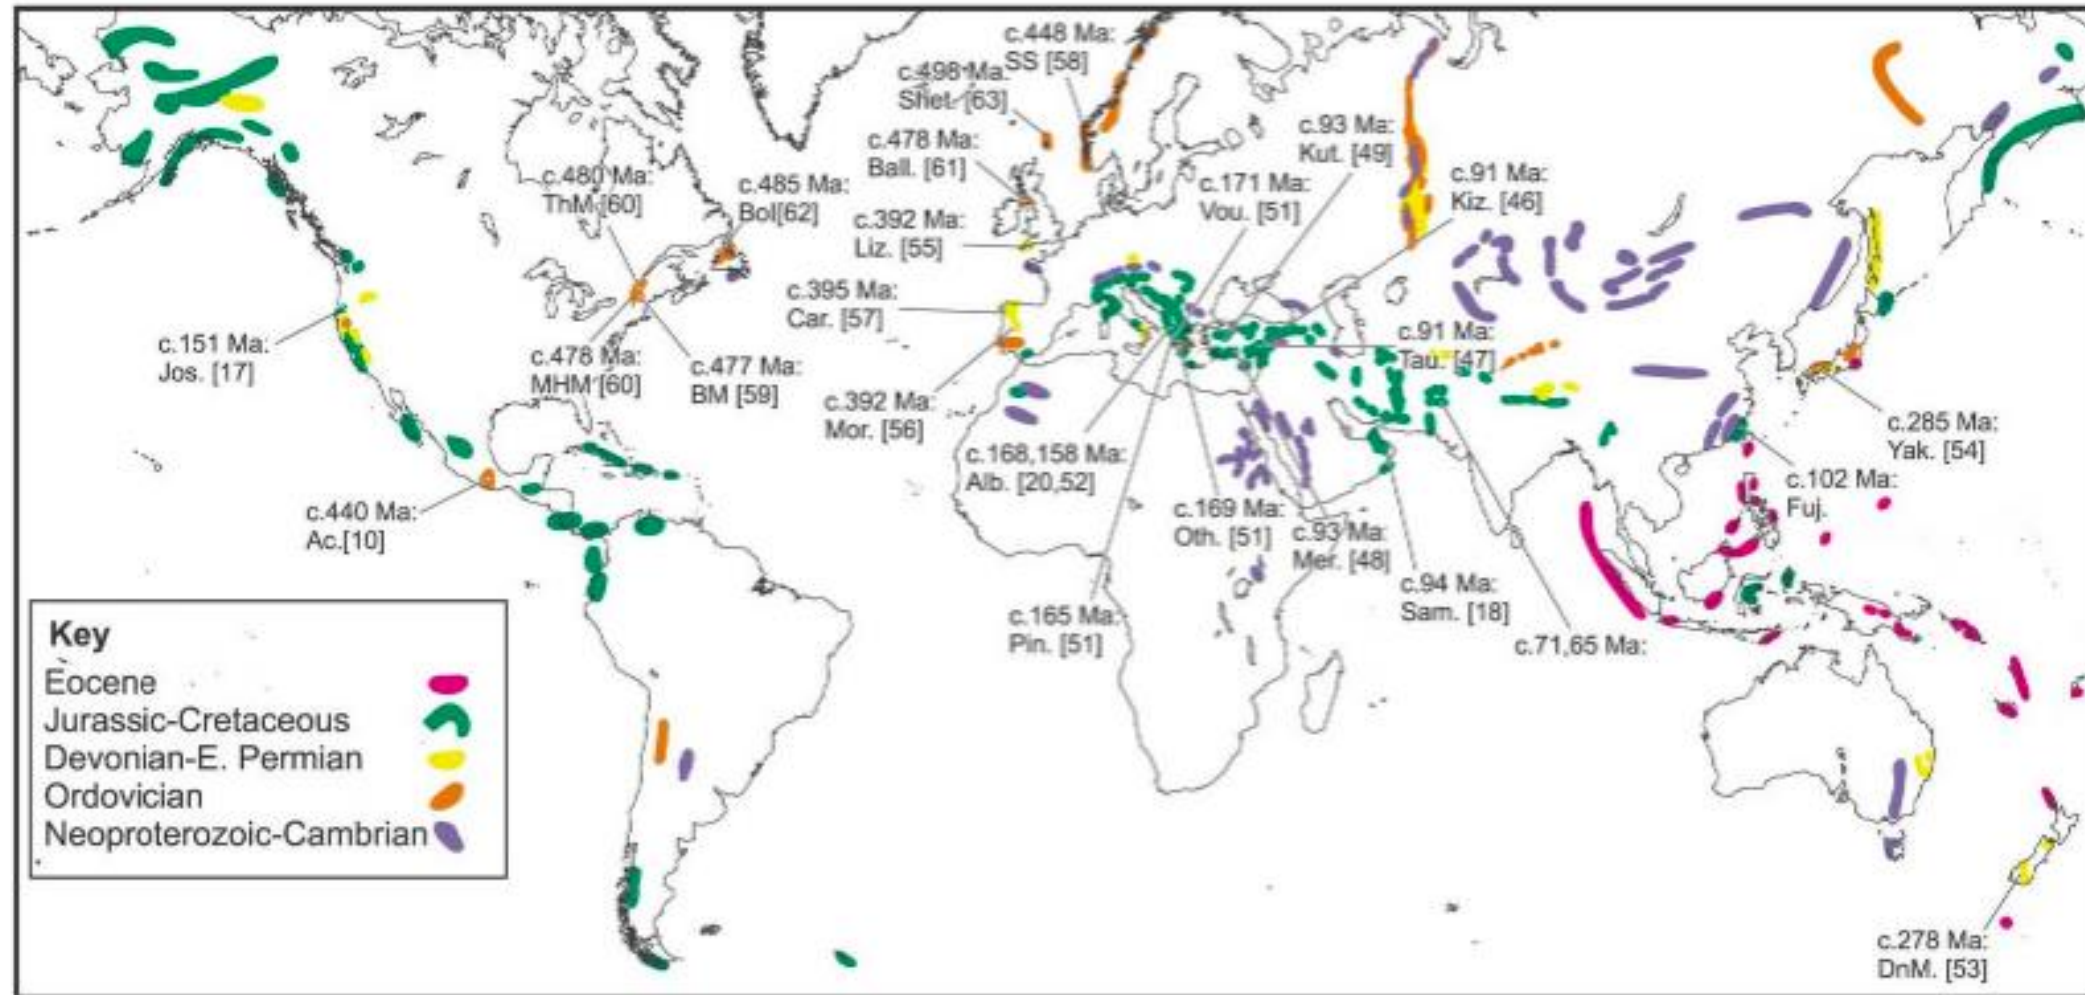 c.448 Ma:
SS [58]
c.498 Ma:
Shet. [63]
c.478 Ma:
Ball. [61]
c.392 Ma:
Liz. [55]
c.93 Ma:
Kut. [49]
c.171 Ma:
Vou. [51]
c.91 Ma:
Kiz. [46]
c.480 Ma:
ThM [60]
c.485 Ma:
Bol[62]
c.395 Ma:
Car. [57]
c.151 Ma:
Jos. [17]
c.478 Ma:
MHM [60]
c.477 Ma:
BM [59]
c.91 Ma:
Tau. [47]
c.392 Ma:
Mor. [56]
c.168,158 Ma:
Alb. [20,52]
c.285 Ma:
Yak. [54]
c.102 Ma:
Fuj.
c.440 Ma:
Ac.[10]
c.169 Ma:
Oth. [51]
c.93 Ma:
Mer. [48]
c.94 Ma:
Sam. [18]
c.165 Ma:
Pin. [51]
c.71,65 Ma:
Key
Eocene
Jurassic-Cretaceous
Devonian-E. Permian
Ordovician
Neoproterozoic-Cambrian
c.278 Ma:
DnM. [53]